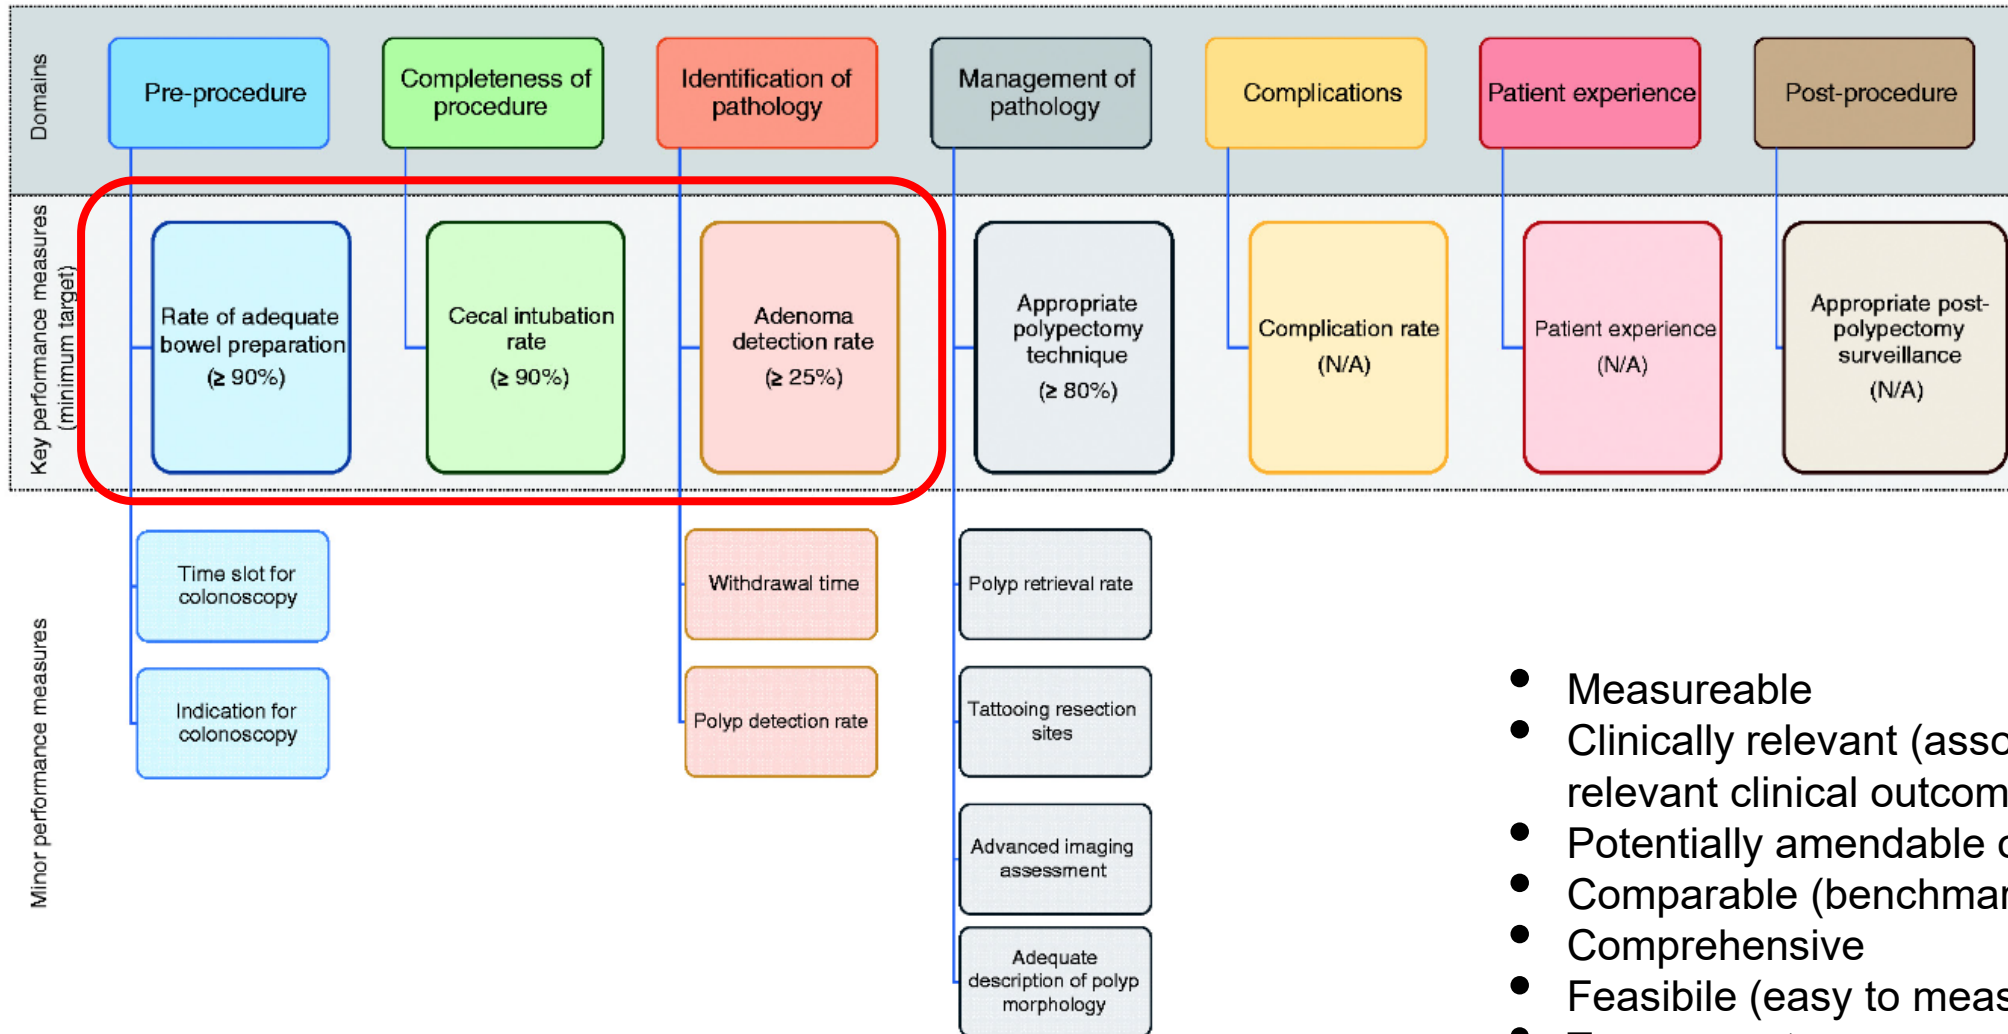 Domains
Pre-procedure
Completeness of
procedure
Identification of
pathology
Management of
pathology
Complications
Patient experience
Post-procedure
Key performance measures
(minimum target)
Rate of adequate
bowel preparation
(≥ 90%)
Cecal intubation
rate
(≥ 90%)
Adenoma
detection rate
(≥ 25%)
Appropriate
polypectomy
technique
(≥ 80%)
Complication rate
(N/A)
Patient experience
(N/A)
Appropriate post-
polypectomy
surveillance
(N/A)
Minor performance measures
Time slot for
colonoscopy
Indication for
colonoscopy
Withdrawal time
Polyp detection rate
Polyp retrieval rate
Tattooing resection
sites
Advanced imaging
assessment
Adequate
description of polyp
morphology
• Measureable
• Clinically relevant (asso
relevant clinical outcom
• Potentially amendable
• Comparable (benchmar
• Comprehensive
• Feasibile (easy to meas